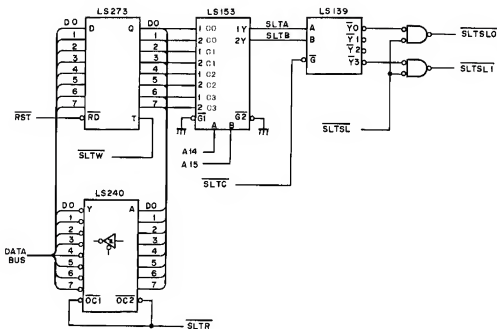 LS273 LS153 LS139
D0 D Q D0 1 C0 1Y SLTA A Y0 SLTSL0
1 1 2 C0 2Y SLTB B Y1
2 2 1 C1 Y2
3 3 2 C1 G Y3 SLTSL1
4 4 1 C2
5 5 2 C2
6 6 1 C3
7 7 2 C3
RST RD T G1 A B G2 SLTSL
SLTW A14
A15 SLTC
LS240
D0 Y A D0
1 1
2 2
3 3
DATA 4 4
BUS 5 5
6 6
7 7
OC1 OC2
SLTR